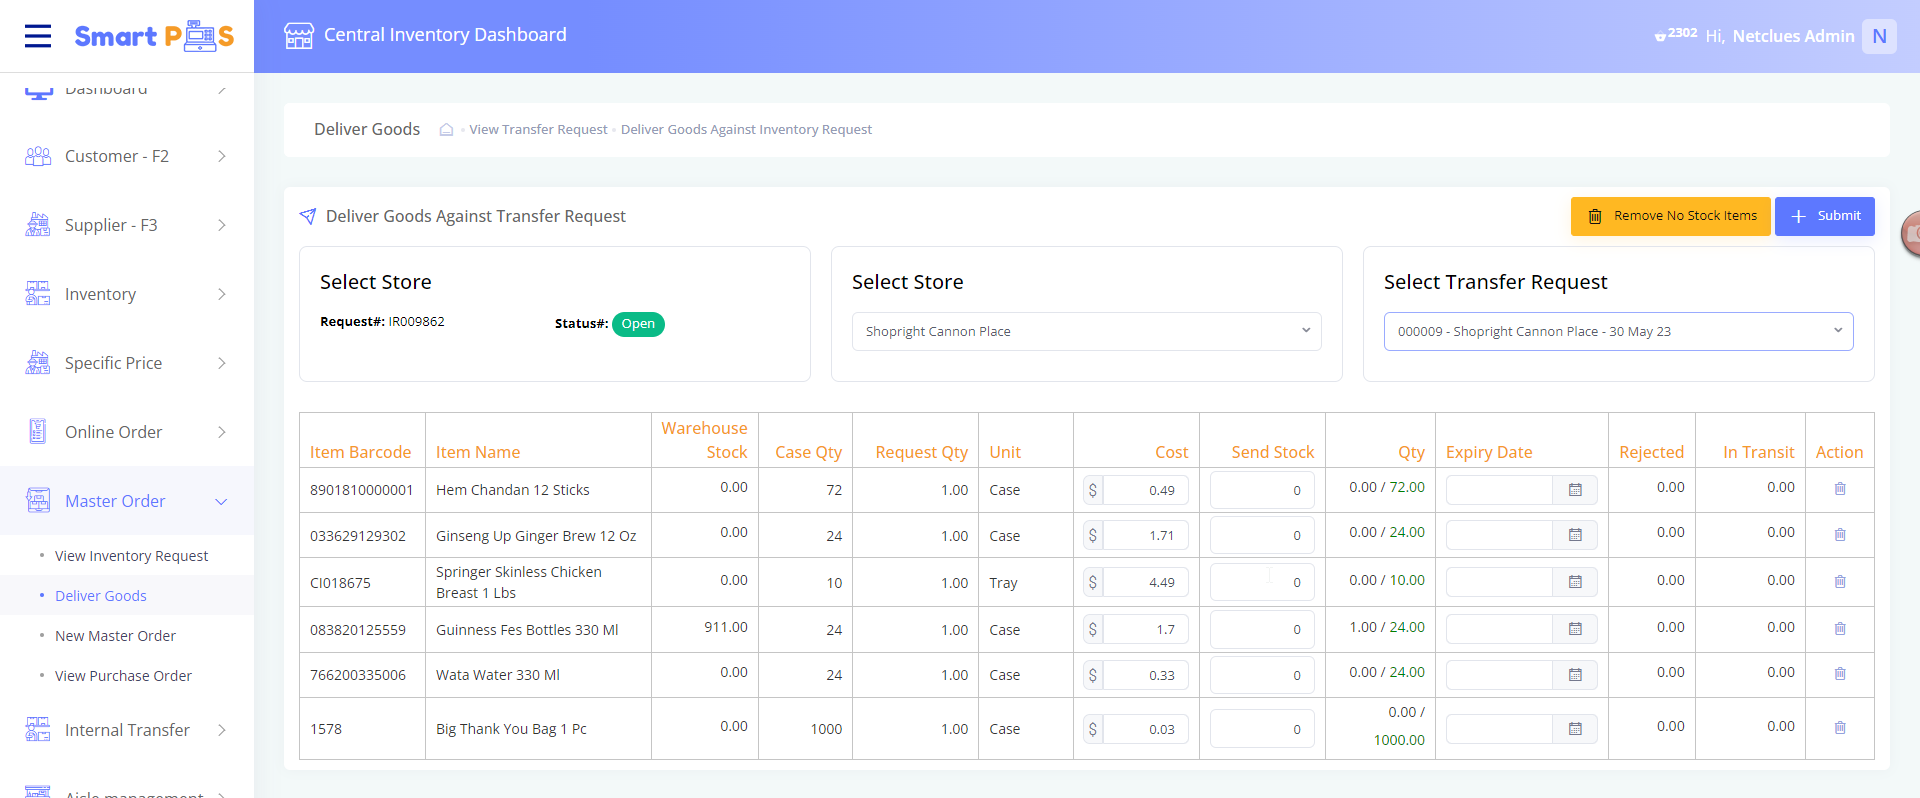 Smart POS
Central Inventory Dashboard
2302 Hi, Netclues Admin N
Dashboard
Customer - F2
Supplier - F3
Inventory
Specific Price
Online Order
Master Order
View Inventory Request
Deliver Goods
New Master Order
View Purchase Order
Internal Transfer
Aisle management
Deliver Goods View Transfer Request Deliver Goods Against Inventory Request
Deliver Goods Against Transfer Request
Remove No Stock Items
Submit
Select Store
Request#: IR009862 Status#: Open
Select Store
Shopright Cannon Place
Select Transfer Request
000009 - Shopright Cannon Place - 30 May 23
Item Barcode Item Name Warehouse Stock Case Qty Request Qty Unit Cost Send Stock Qty Expiry Date Rejected In Transit Action
8901810000001 Hem Chandan 12 Sticks 0.00 72 1.00 Case $ 0.49 0 0.00 / 72.00 0.00 0.00
033629129302 Ginseng Up Ginger Brew 12 Oz 0.00 24 1.00 Case $ 1.71 0 0.00 / 24.00 0.00 0.00
CI018675 Springer Skinless Chicken Breast 1 Lbs 0.00 10 1.00 Tray $ 4.49 0 0.00 / 10.00 0.00 0.00
083820125559 Guinness Fes Bottles 330 Ml 911.00 24 1.00 Case $ 1.7 0 1.00 / 24.00 0.00 0.00
766200335006 Wata Water 330 Ml 0.00 24 1.00 Case $ 0.33 0 0.00 / 24.00 0.00 0.00
1578 Big Thank You Bag 1 Pc 0.00 1000 1.00 Case $ 0.03 0 0.00 / 1000.00 0.00 0.00